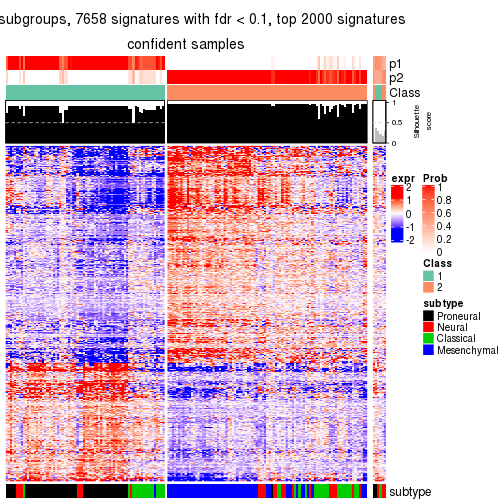 subgroups, 7658 signatures with fdr < 0.1, top 2000 signatures
confident samples
p1
p2
Class
1
0.5
0
Silhouette
score
expr
2
1
0
-1
-2
Prob
1
0.8
0.6
0.4
0.2
0
Class
1
2
subtype
Proneural
Neural
Classical
Mesenchymal
subtype